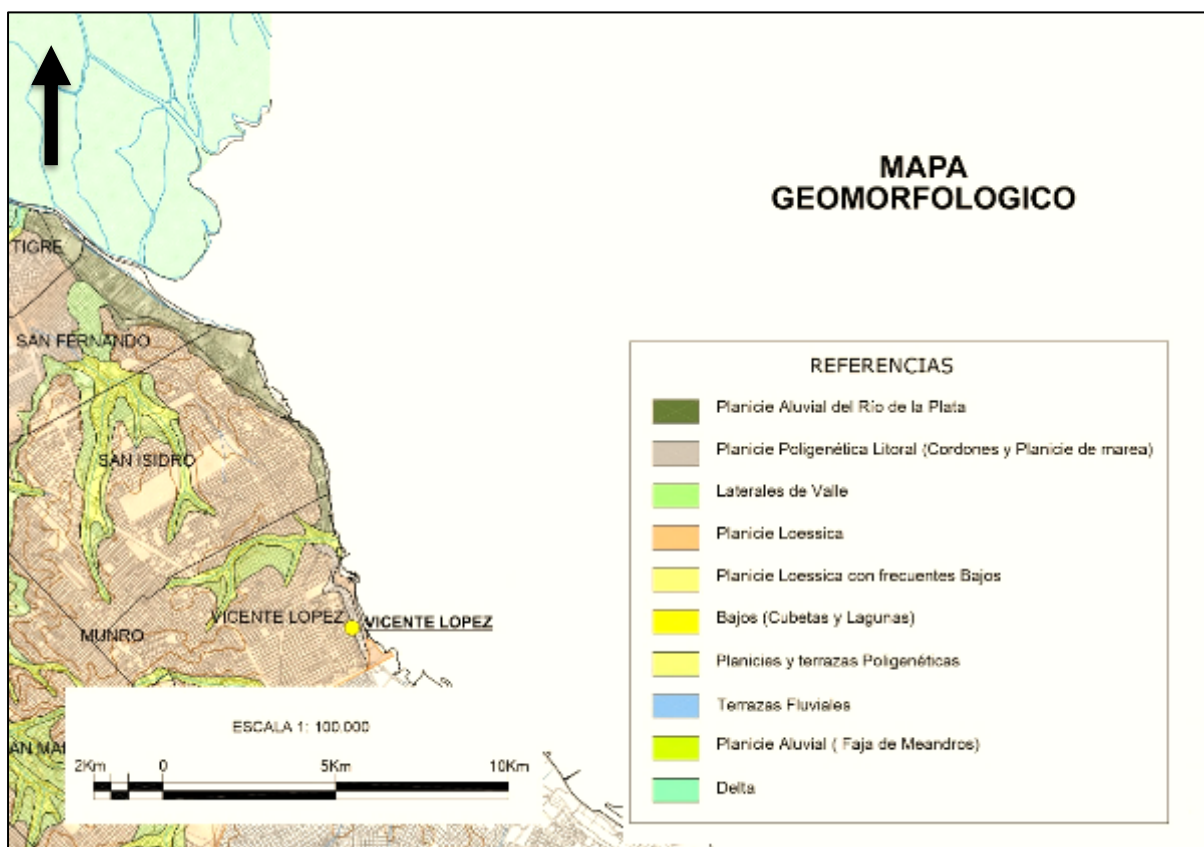 MAPA
GEOMORFOLOGICO
TIGRE
SAN FERNANDO
SAN ISIDRO
VICENTE LOPEZ
VICENTE LOPEZ
MUNRO
AN MA
ESCALA 1: 100.000
2Km 0 5Km 10Km
REFERENCIAS
Planicie Aluvial del Río de la Plata
Planicie Poligenética Litoral (Cordones y Planicie de marea)
Laterales de Valle
Planicie Loessica
Planicie Loessica con frecuentes Bajos
Bajos (Cubetas y Lagunas)
Planicies y terrazas Poligenéticas
Terrazas Fluviales
Planicie Aluvial ( Faja de Meandros)
Delta